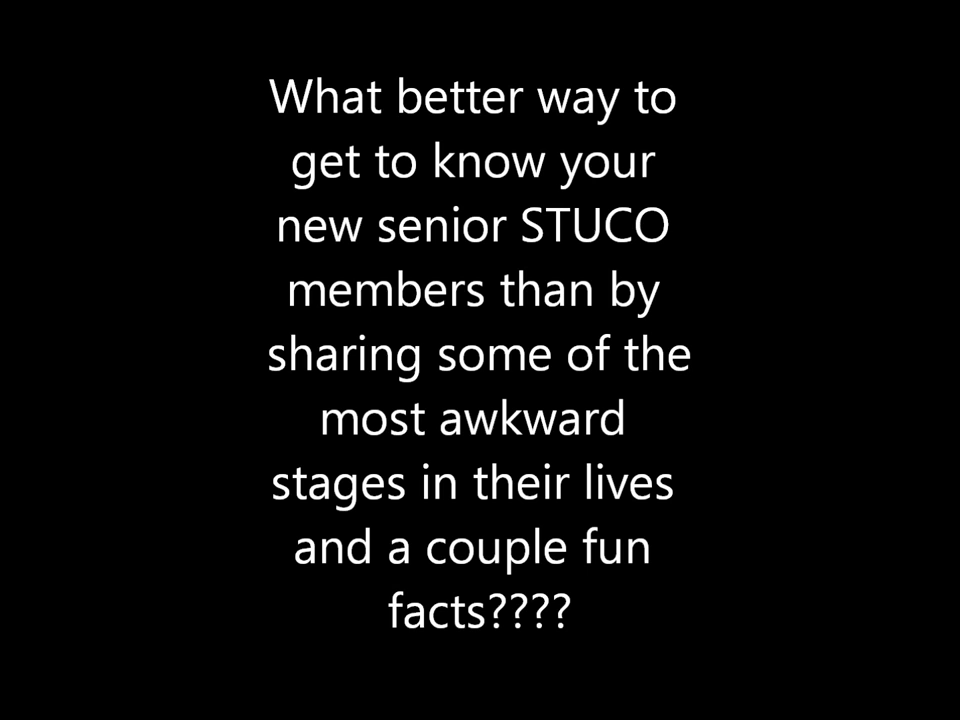 What better way to
get to know your
new senior STUCO
members than by
sharing some of the
most awkward
stages in their lives
and a couple fun
facts????